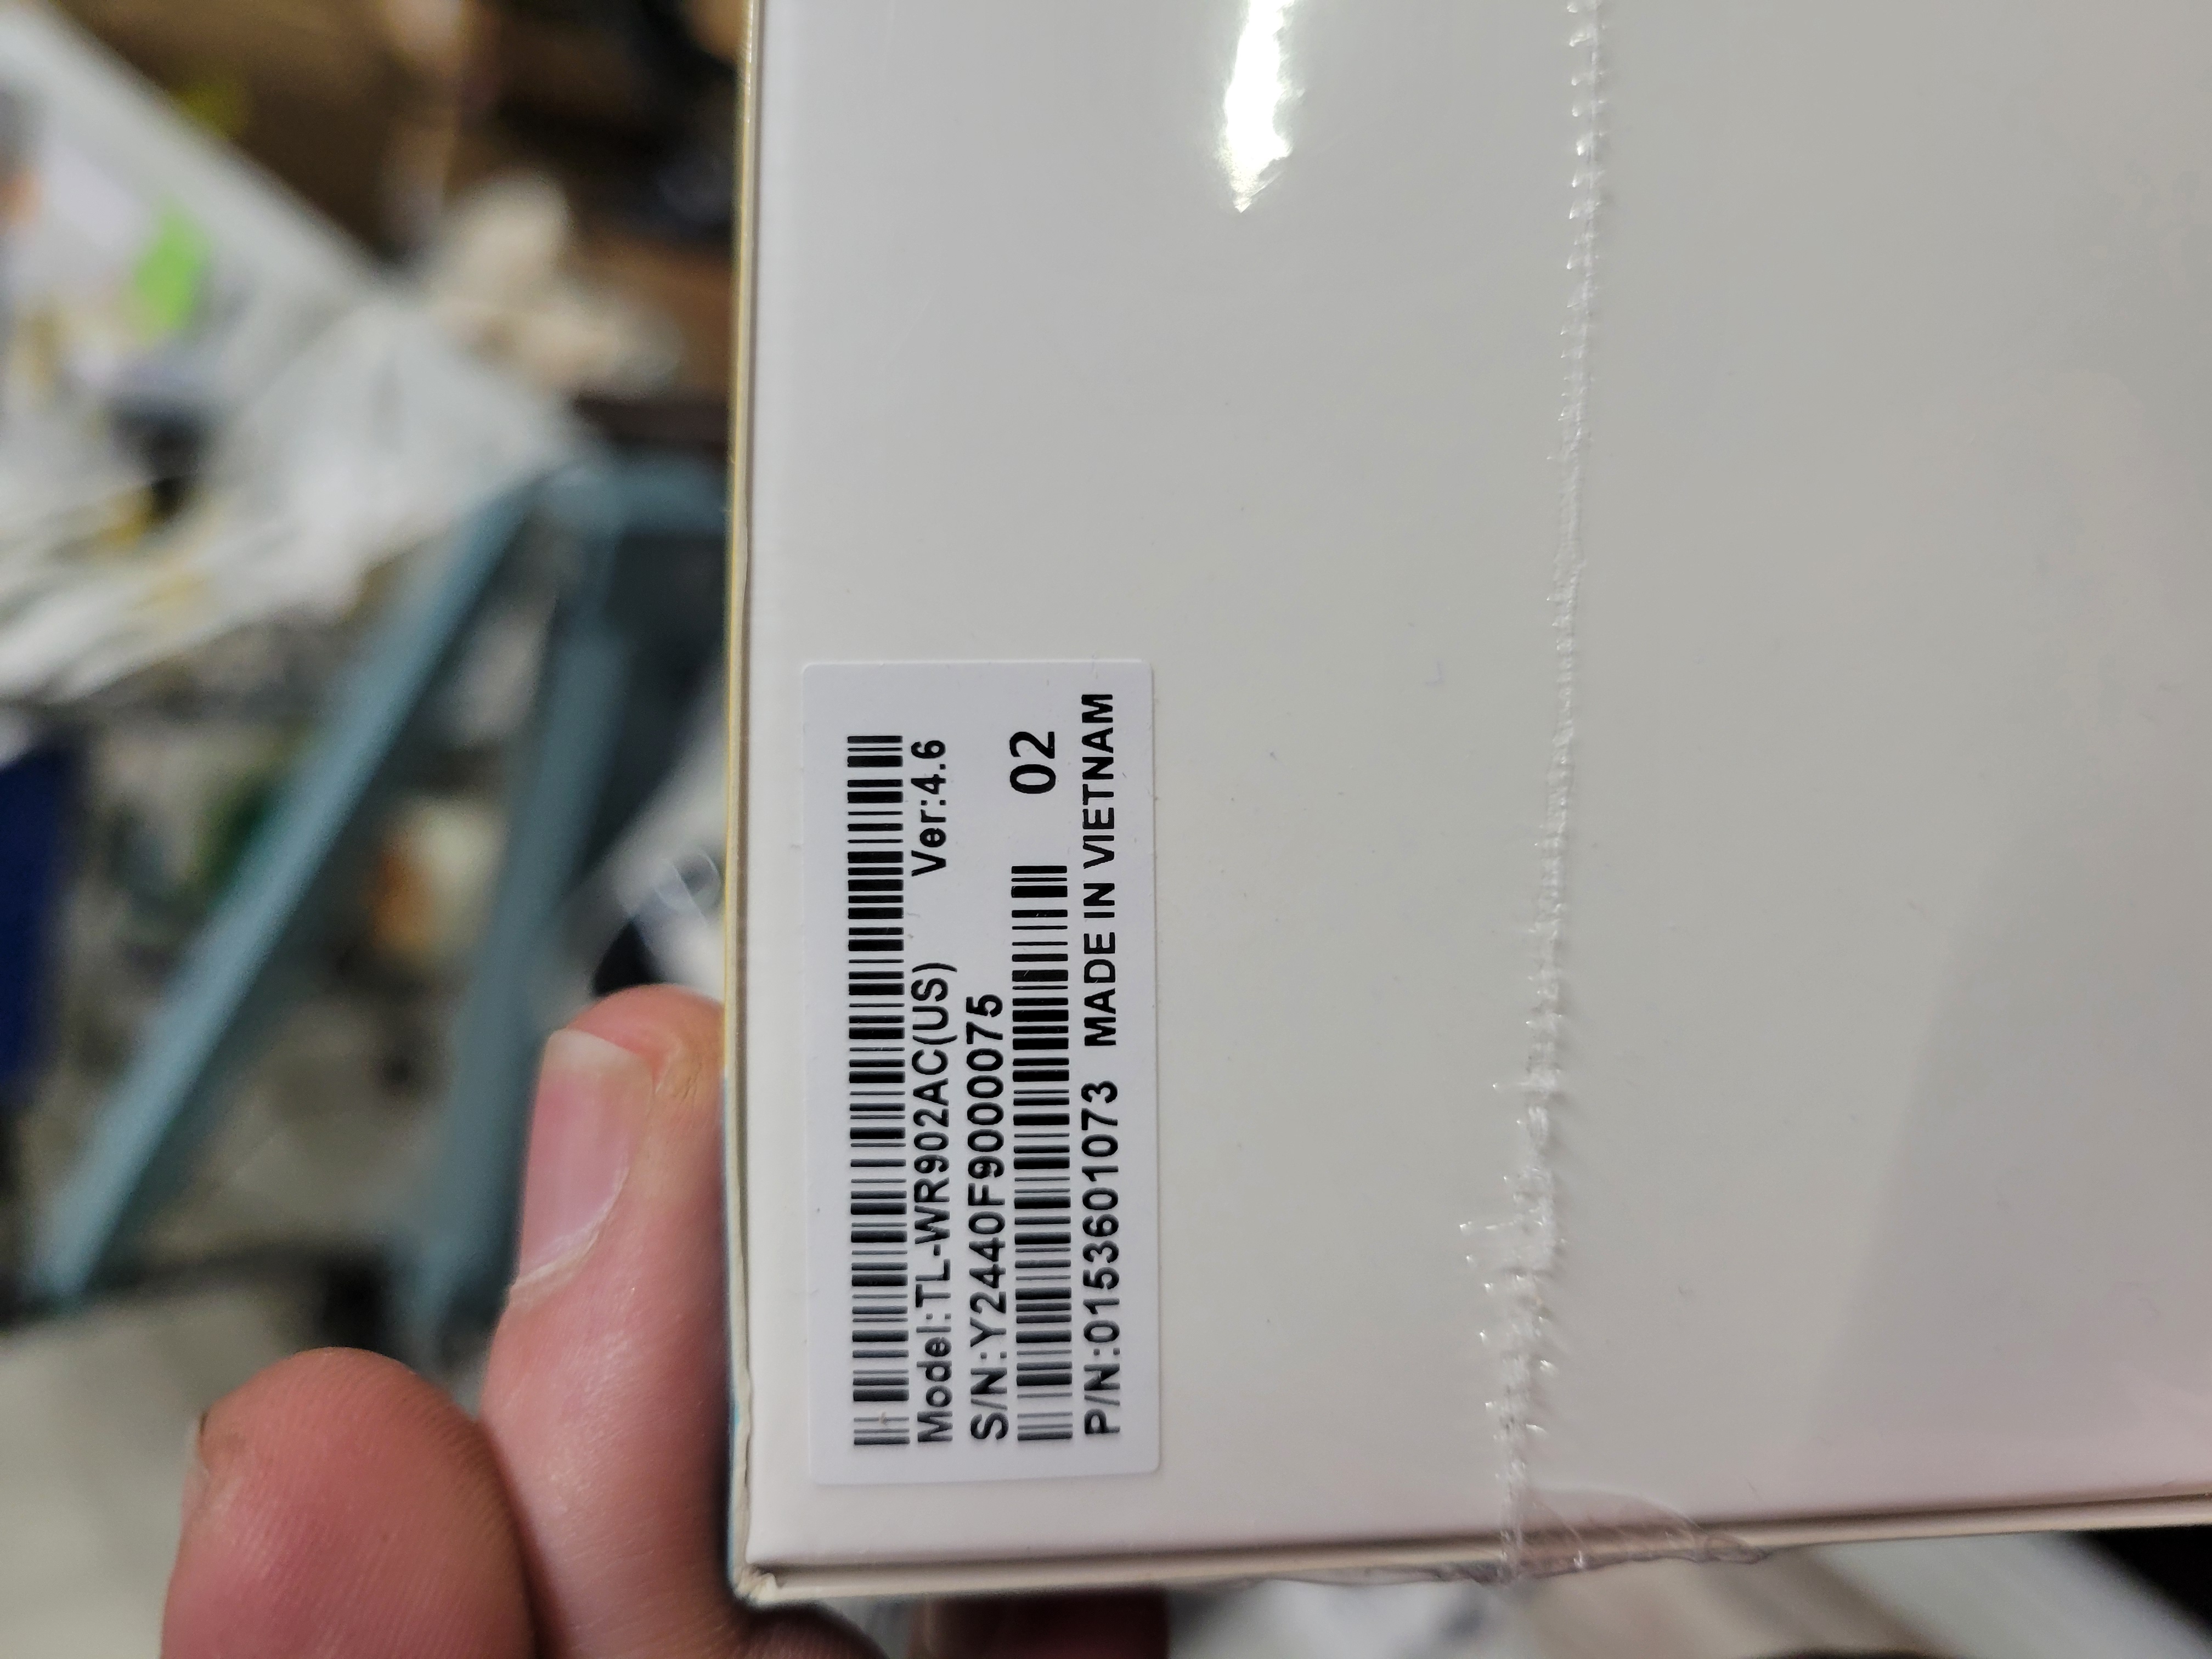 Model:TL-WR902AC(US) Ver:4.6
S/N:Y2440F9000075
02
P/N:0153601073 MADE IN VIETNAM